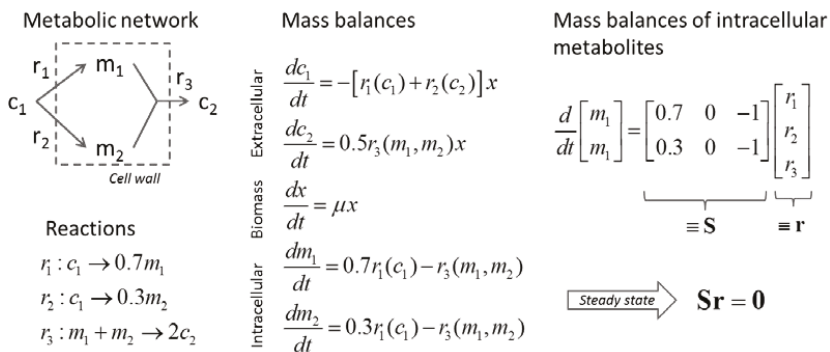 Metabolic network
r₁
m₁
r₃
c₁
c₂
r₂
m₂
Cell wall
Reactions
r₁ : c₁ → 0.7m₁
r₂ : c₁ → 0.3m₂
r₃ : m₁ + m₂ → 2c₂
Mass balances
Extracellular
dc₁/dt = −[r₁(c₁) + r₂(c₂)]x
dc₂/dt = 0.5r₃(m₁, m₂)x
Biomass
dx/dt = μx
Intracellular
dm₁/dt = 0.7r₁(c₁) − r₃(m₁, m₂)
dm₂/dt = 0.3r₁(c₁) − r₃(m₁, m₂)
Mass balances of intracellular
metabolites
d/dt [m₁ m₁] = [0.7 0 −1 0.3 0 −1] [r₁ r₂ r₃]
≡ S ≡ r
Steady state Sr = 0